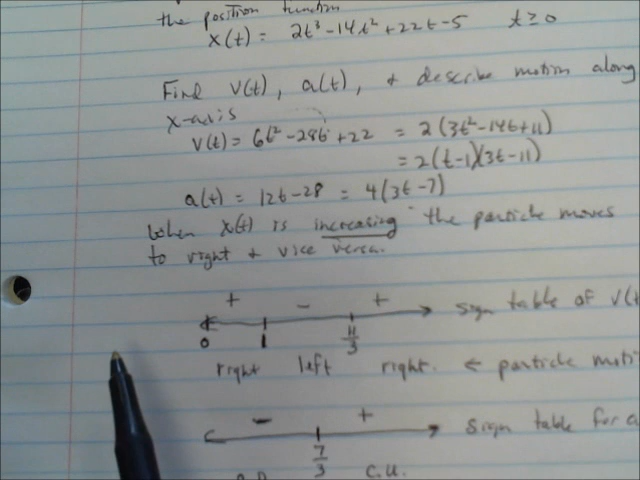 the position function
x(t) = 2t³-14t²+22t-5 t≥0
Find v(t), a(t), + describe motion along
x-axis
v(t) = 6t²-28t+22 = 2(3t²-14t+11)
= 2(t-1)(3t-11)
a(t) = 12t-28 = 4(3t-7)
When x(t) is increasing the particle moves
to right + vice versa.
+ - +
sign table of v(t
0 1 11/3
right left right. ← particle moti
- +
sign table for a
7/3
C.U.